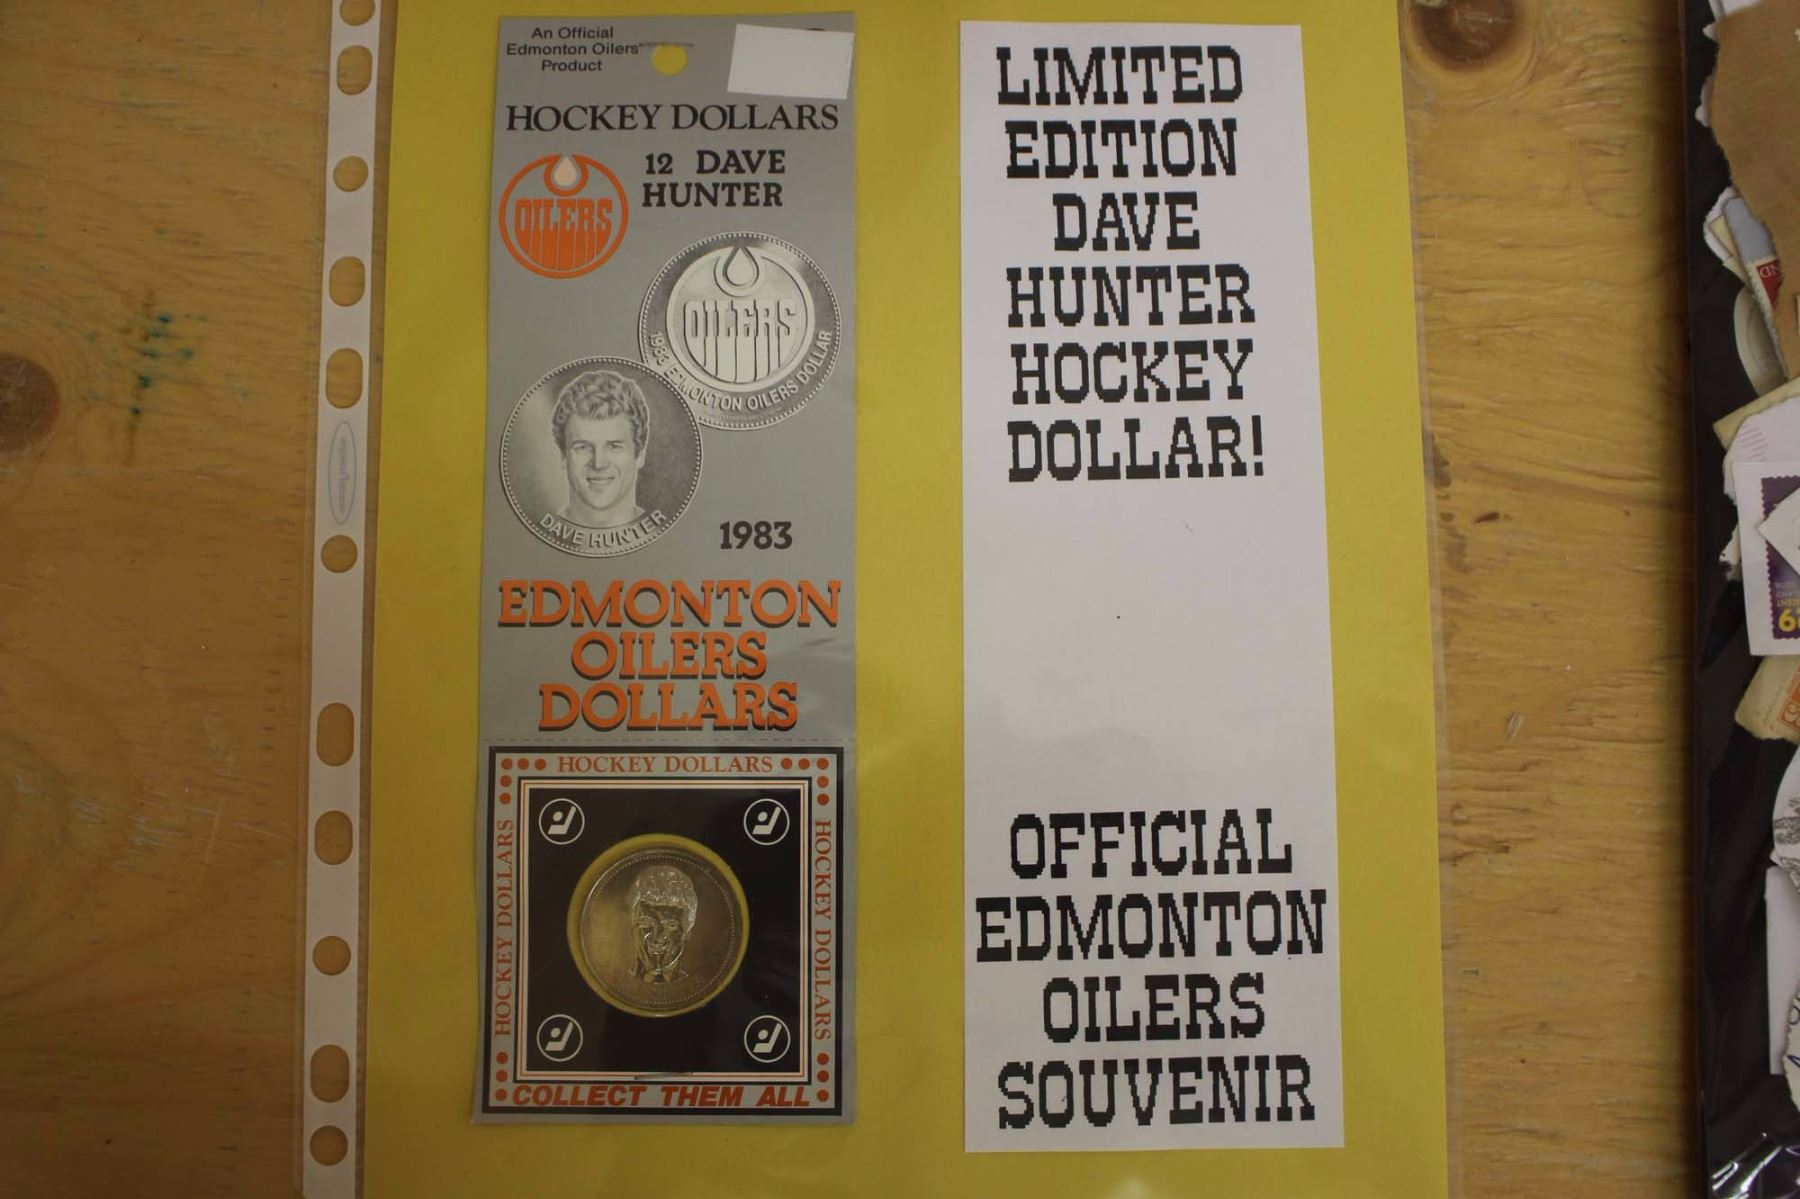 An Official
Edmonton Oilers'
Product
HOCKEY DOLLARS
12 DAVE
HUNTER
OILERS
OILERS
1983 EDMONTON OILERS DOLLAR
DAVE HUNTER
1983
EDMONTON
OILERS
DOLLARS
HOCKEY DOLLARS
HOCKEY DOLLARS
HOCKEY DOLLARS
COLLECT THEM ALL
LIMITED
EDITION
DAVE
HUNTER
HOCKEY
DOLLAR!
OFFICIAL
EDMONTON
OILERS
SOUVENIR